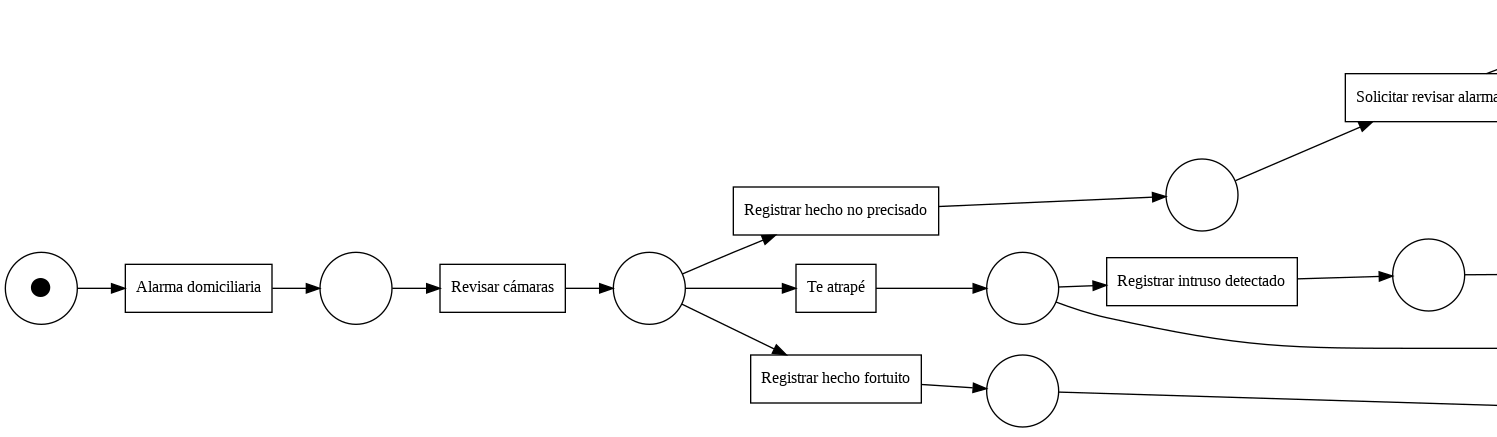 Solicitar revisar alarma
Registrar hecho no precisado
Alarma domiciliaria
Revisar cámaras
Te atrapé
Registrar intruso detectado
Registrar hecho fortuito